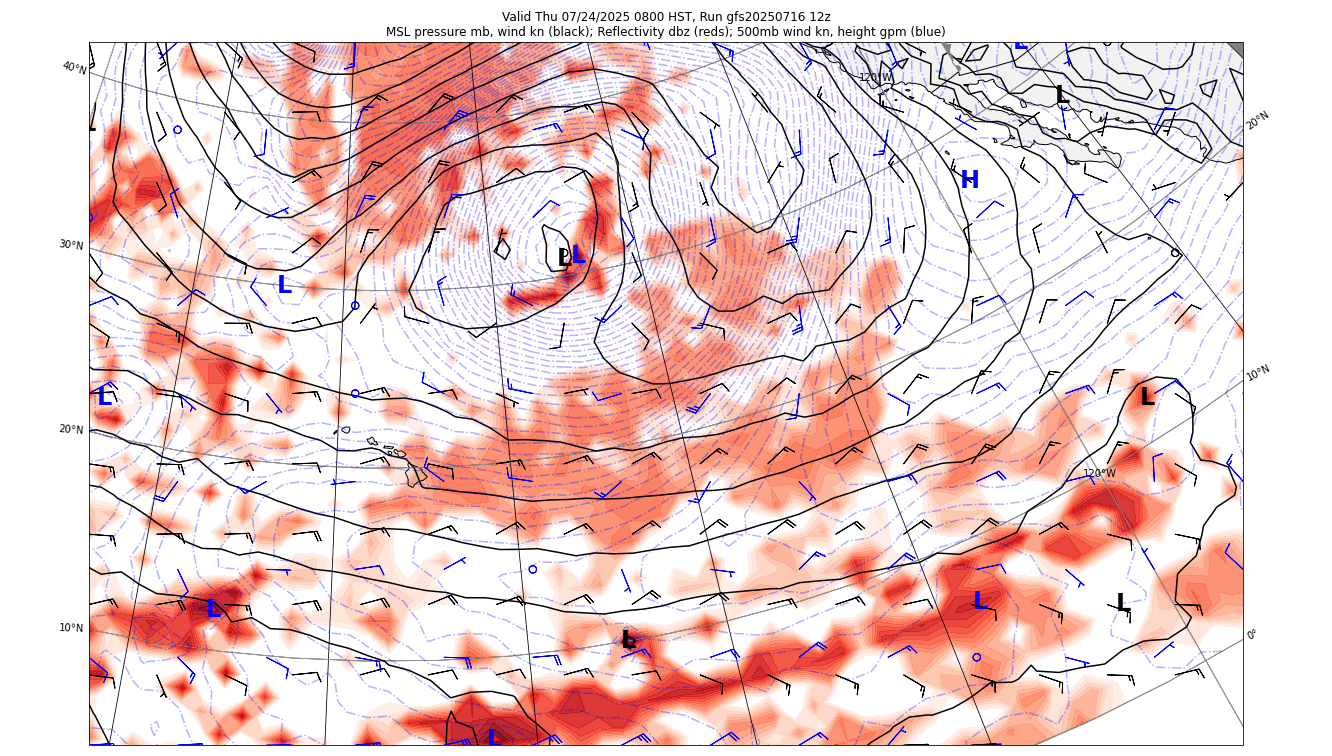 Valid Thu 07/24/2025 0800 HST, Run gfs20250716 12z
MSL pressure mb, wind kn (black); Reflectivity dbz (reds); 500mb wind kn, height gpm (blue)
L
40°N
120°W
L
L
20°N
H
30°N
L
L
L
10°N
L
L
20°N
120°W
L
L
L
10°N
L
0°
L